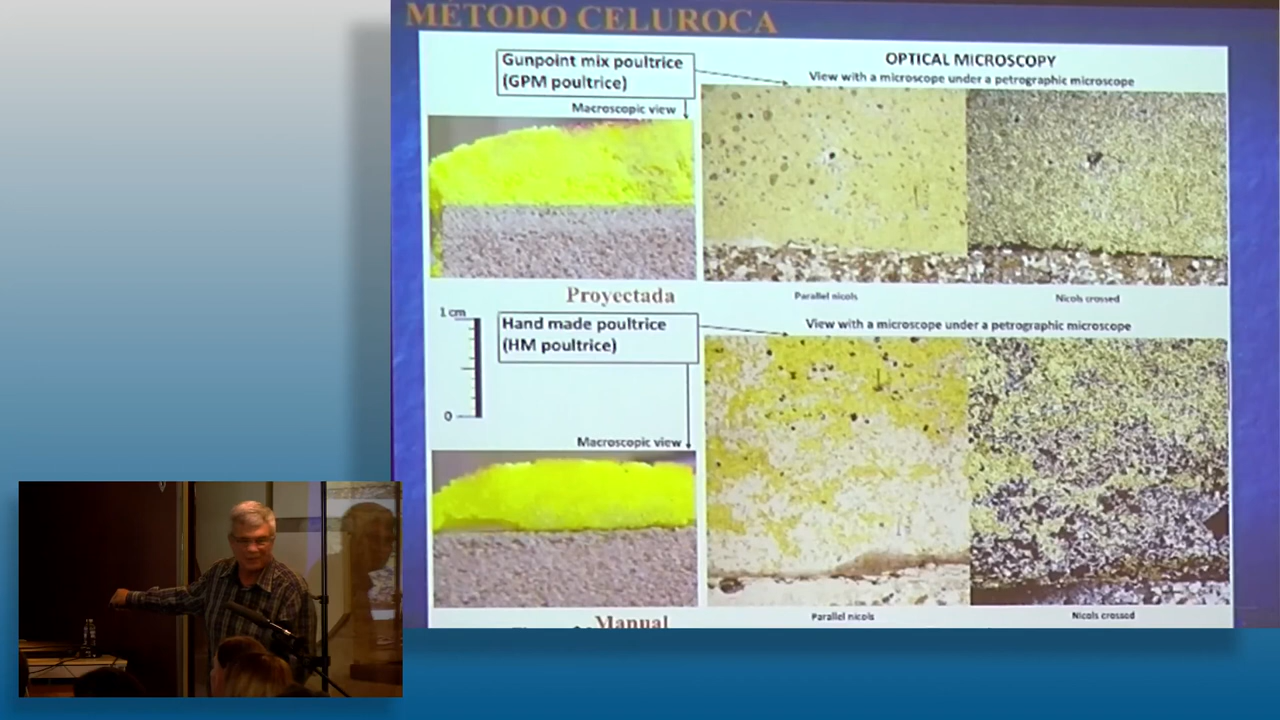 METODO CELUROCA
Gunpoint mix poultrice
(GPM poultrice)
Macroscopic view
OPTICAL MICROSCOPY
View with a microscope under a petrographic microscope
Proyectada
Parallel nicols
Nicols crossed
1 cm
0
Hand made poultrice
(HM poultrice)
View with a microscope under a petrographic microscope
Macroscopic view
Manual
Parallel nicols
Nicols crossed